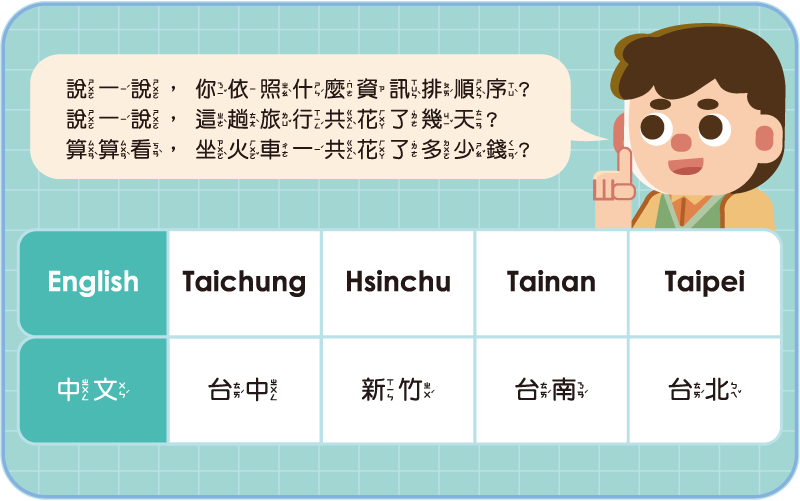 說一說，你依照什麼資訊排順序？
說一說，這趟旅行共花了幾天？
算算看，坐火車一共花了多少錢？
English Taichung Hsinchu Tainan Taipei
中文 台中 新竹 台南 台北